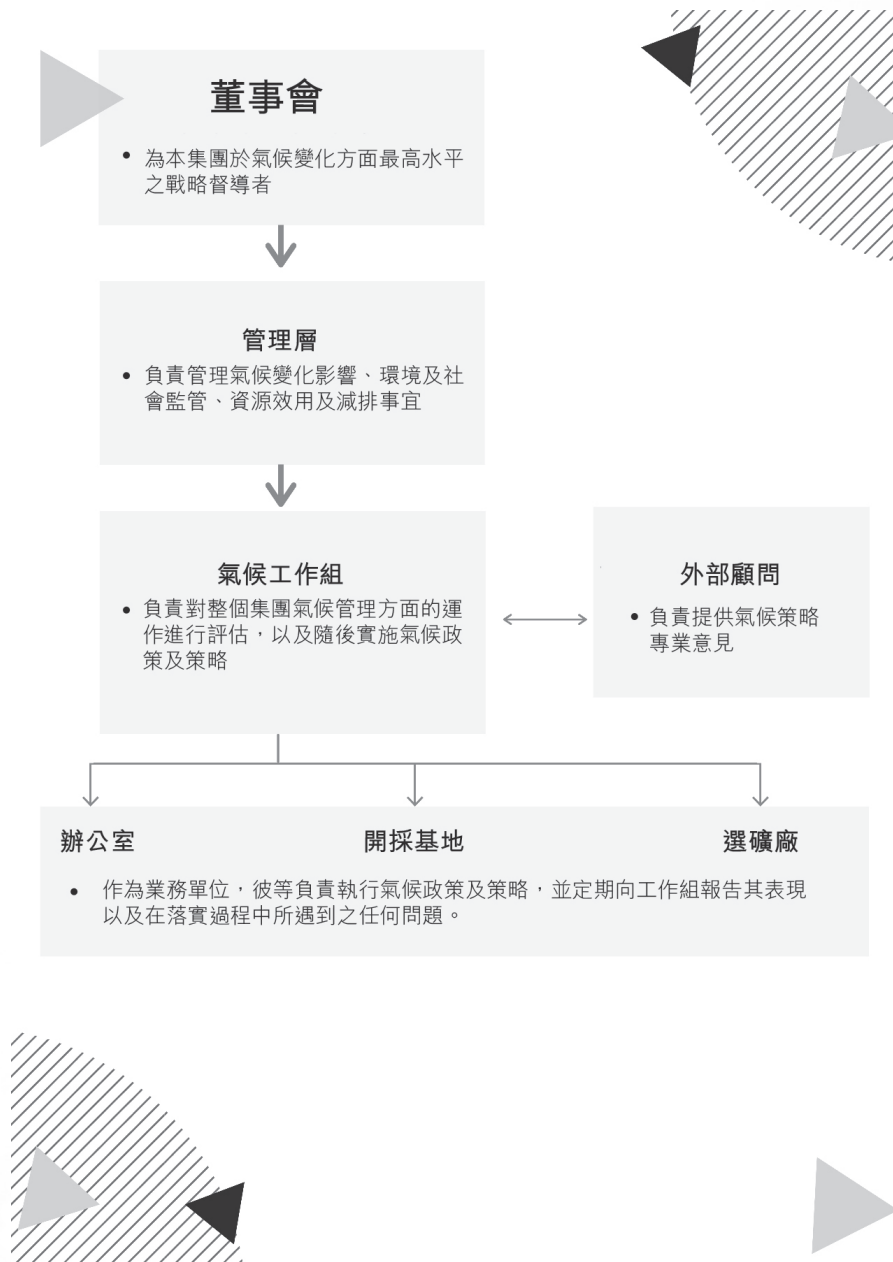 董事會
• 為本集團於氣候變化方面最高水平
之戰略督導者
管理層
• 負責管理氣候變化影響、環境及社
會監管、資源效用及減排事宜
氣候工作組
• 負責對整個集團氣候管理方面的運
作進行評估，以及隨後實施氣候政
策及策略
外部顧問
• 負責提供氣候策略
專業意見
辦公室 開採基地 選礦廠
• 作為業務單位，彼等負責執行氣候政策及策略，並定期向工作組報告其表現
以及在落實過程中所遇到之任何問題。